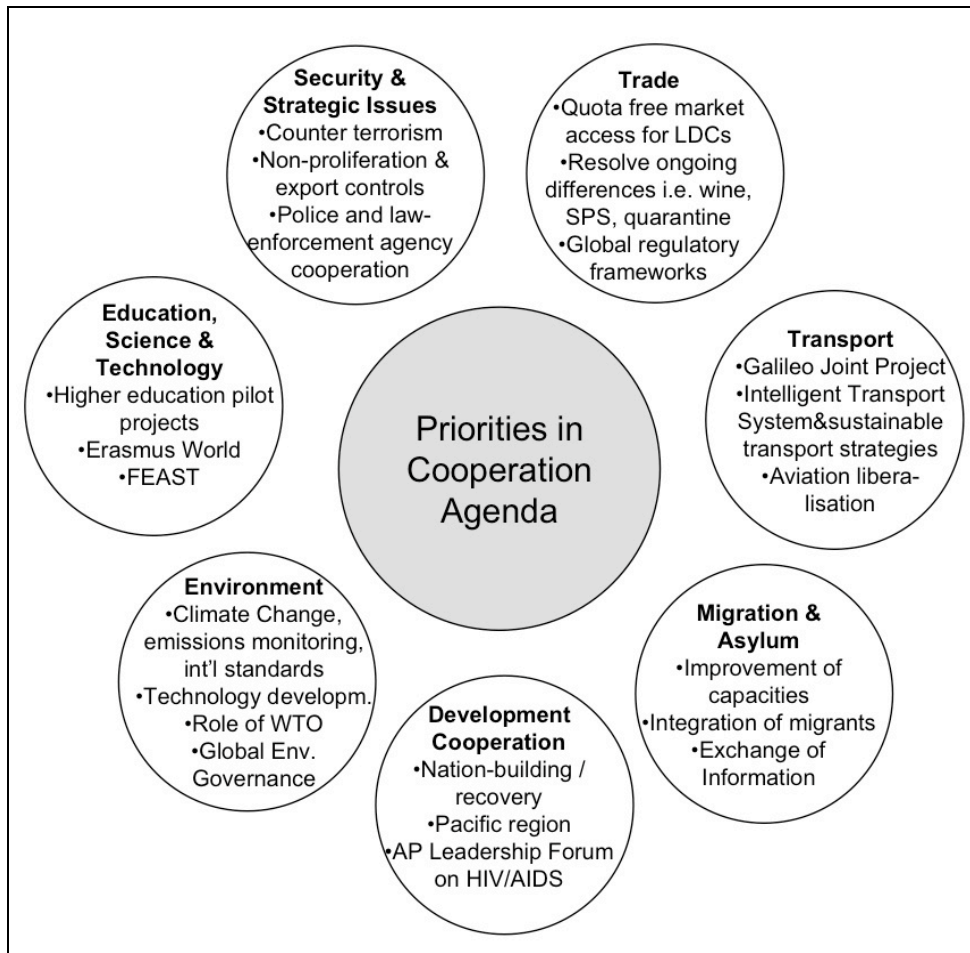 Security &
Strategic Issues
•Counter terrorism
•Non-proliferation &
export controls
•Police and law-
enforcement agency
cooperation
Trade
•Quota free market
access for LDCs
•Resolve ongoing
differences i.e. wine,
SPS, quarantine
•Global regulatory
frameworks
Education,
Science &
Technology
•Higher education pilot
projects
•Erasmus World
•FEAST
Priorities in
Cooperation
Agenda
Transport
•Galileo Joint Project
•Intelligent Transport
System&sustainable
transport strategies
•Aviation libera-
lisation
Environment
•Climate Change,
emissions monitoring,
int'l standards
•Technology developm.
•Role of WTO
•Global Env.
Governance
Development
Cooperation
•Nation-building /
recovery
•Pacific region
•AP Leadership Forum
on HIV/AIDS
Migration &
Asylum
•Improvement of
capacities
•Integration of migrants
•Exchange of
Information